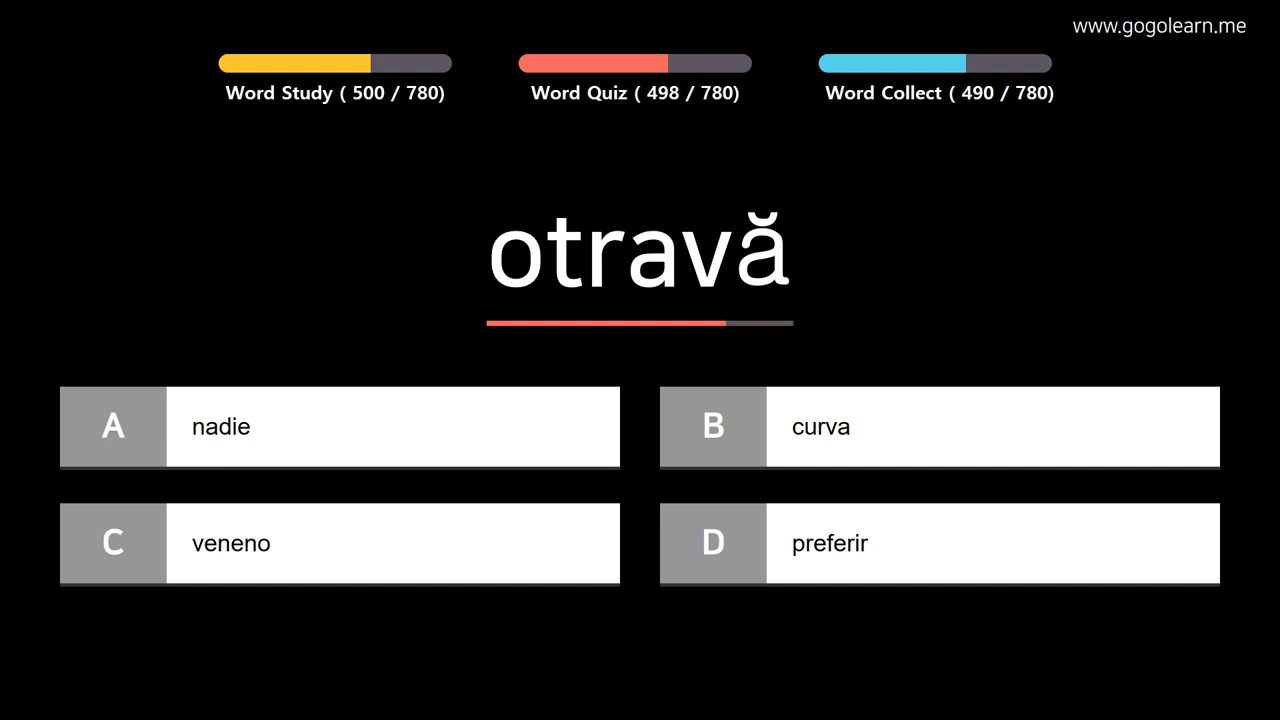 www.gogolearn.me
Word Study ( 500 / 780)
Word Quiz ( 498 / 780)
Word Collect ( 490 / 780)
otravă
A nadie
B curva
C veneno
D preferir